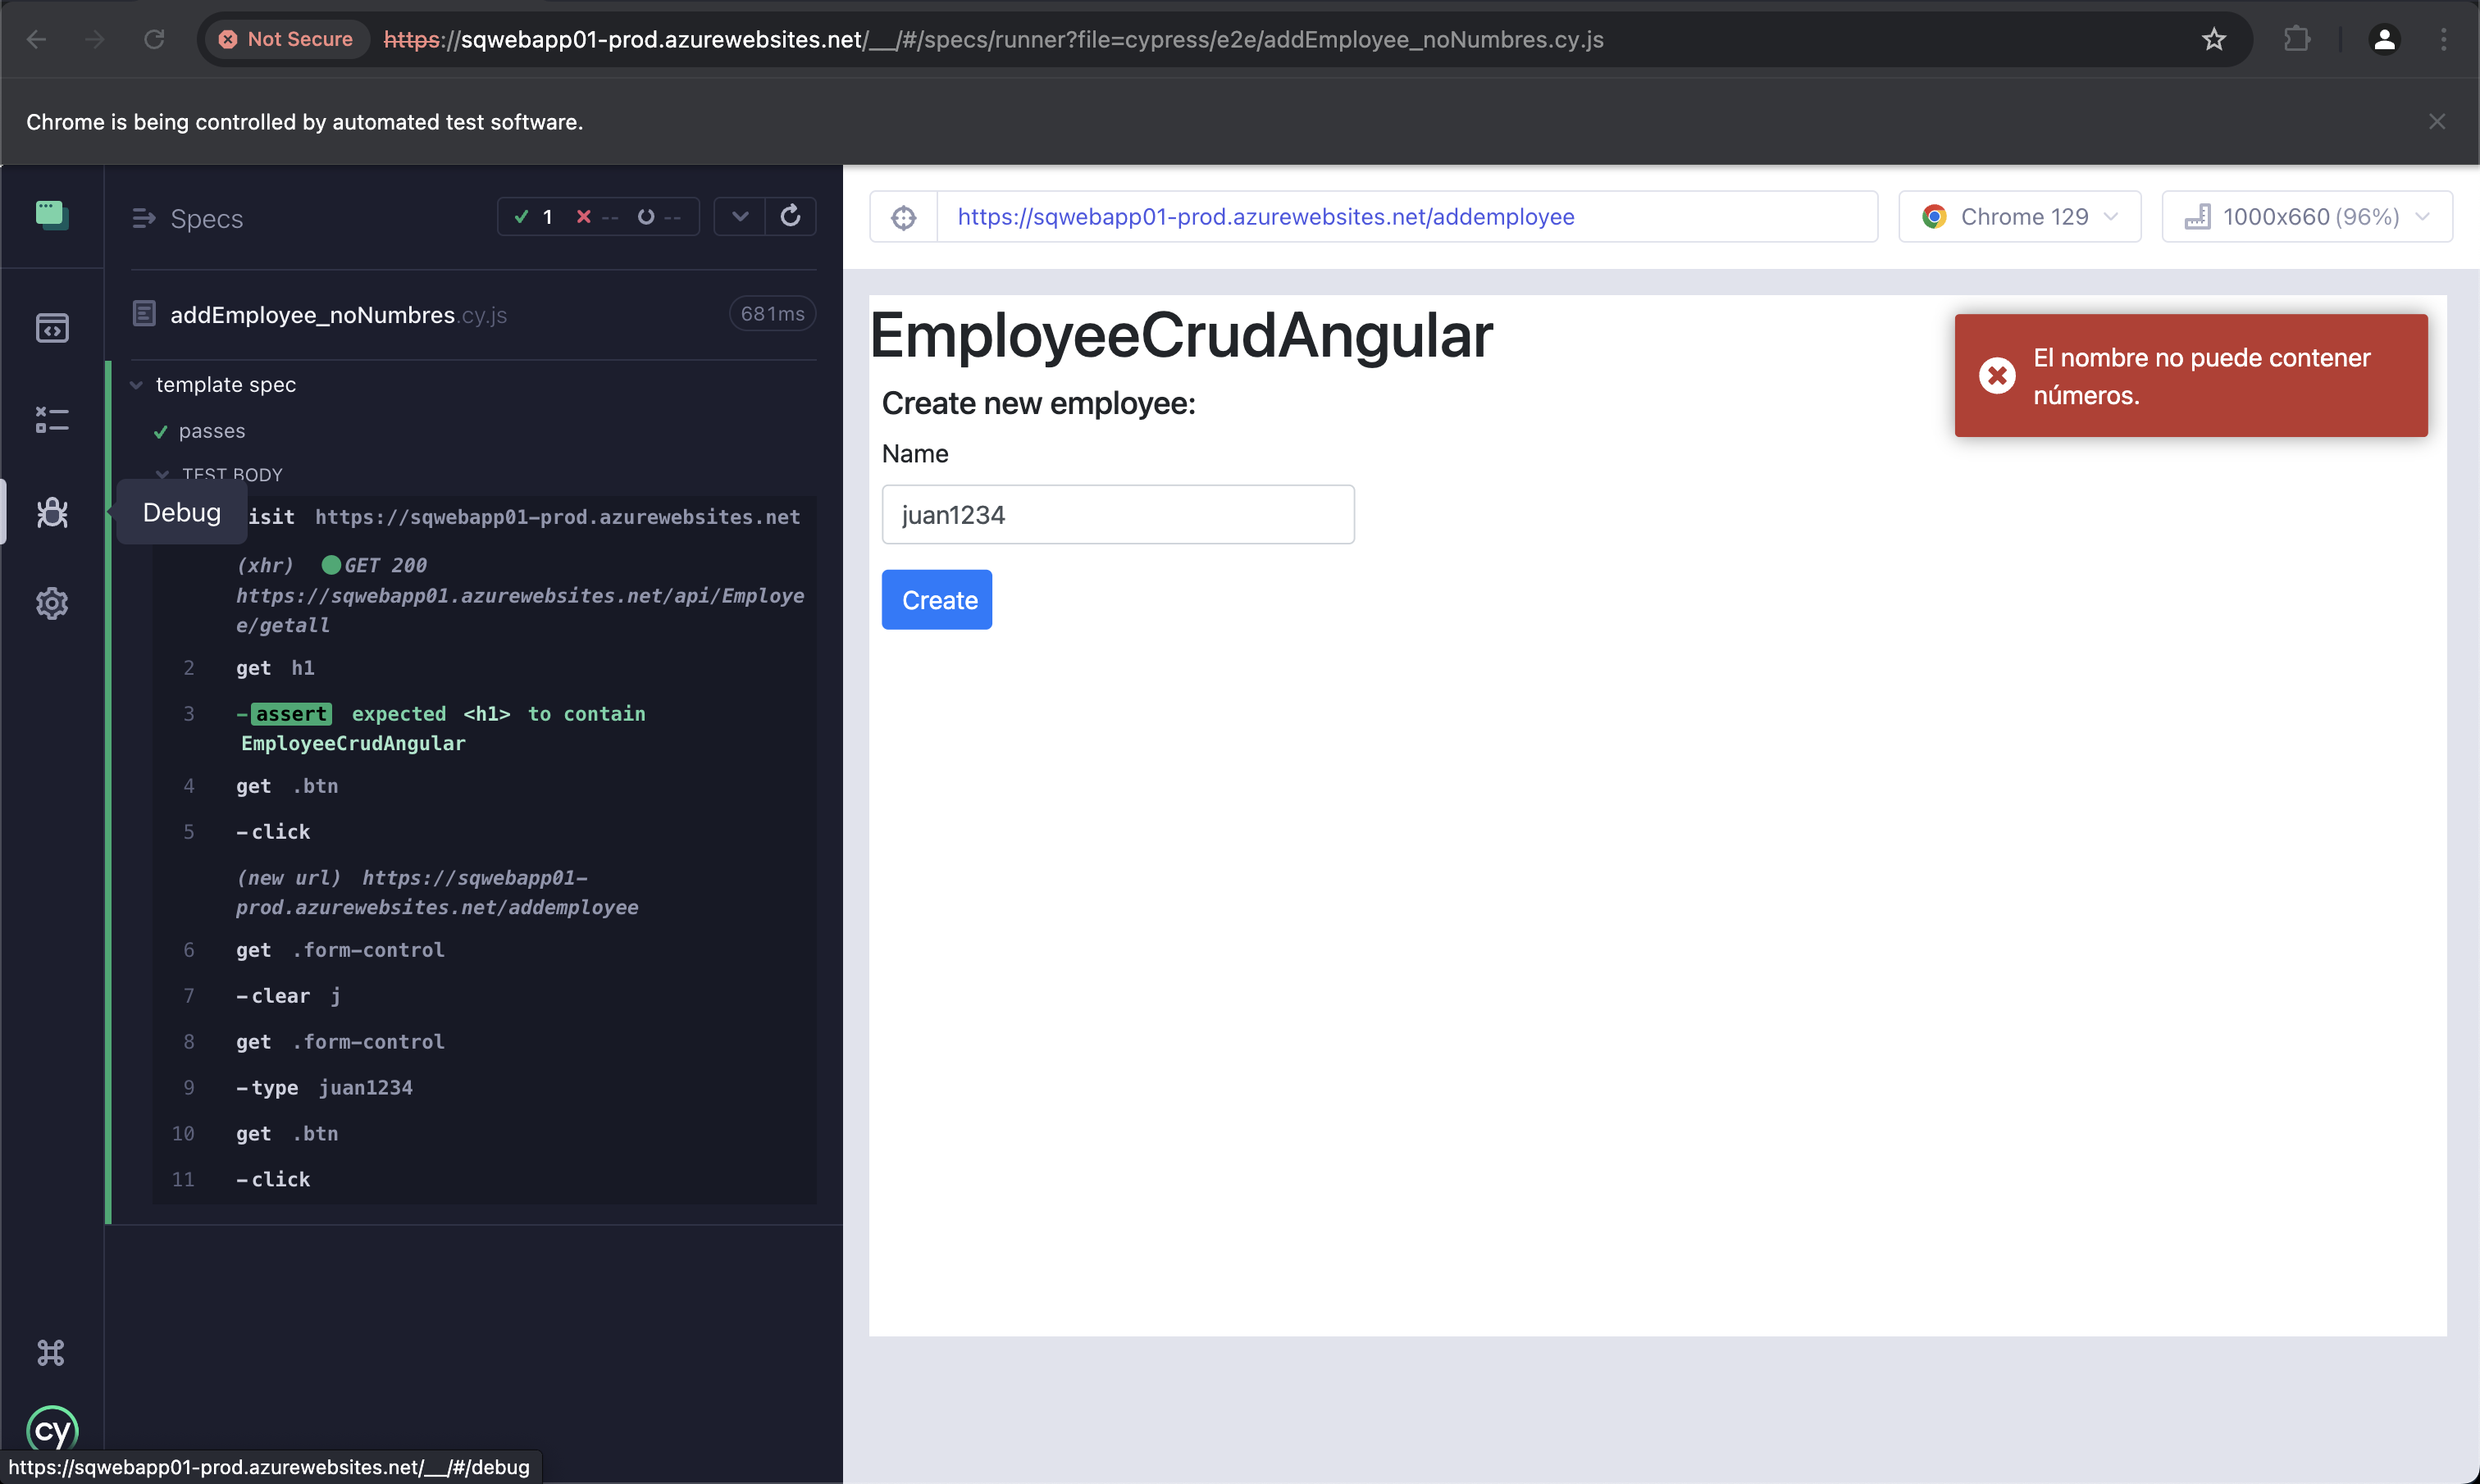 Not Secure https://sqwebapp01-prod.azurewebsites.net/__/#/specs/runner?file=cypress/e2e/addEmployee_noNumbres.cy.js
Chrome is being controlled by automated test software.
Specs 1 -- --
addEmployee_noNumbres.cy.js 681ms
template spec
passes
TEST BODY
Debug
isit https://sqwebapp01-prod.azurewebsites.net
(xhr) GET 200
https://sqwebapp01.azurewebsites.net/api/Employe
e/getall
2 get h1
3 -assert expected <h1> to contain
EmployeeCrudAngular
4 get .btn
5 -click
(new url) https://sqwebapp01-
prod.azurewebsites.net/addemployee
6 get .form-control
7 -clear j
8 get .form-control
9 -type juan1234
10 get .btn
11 -click
cy
https://sqwebapp01-prod.azurewebsites.net/__/#/debug
https://sqwebapp01-prod.azurewebsites.net/addemployee
Chrome 129
1000x660 (96%)
EmployeeCrudAngular
Create new employee:
Name
juan1234
Create
El nombre no puede contener
números.